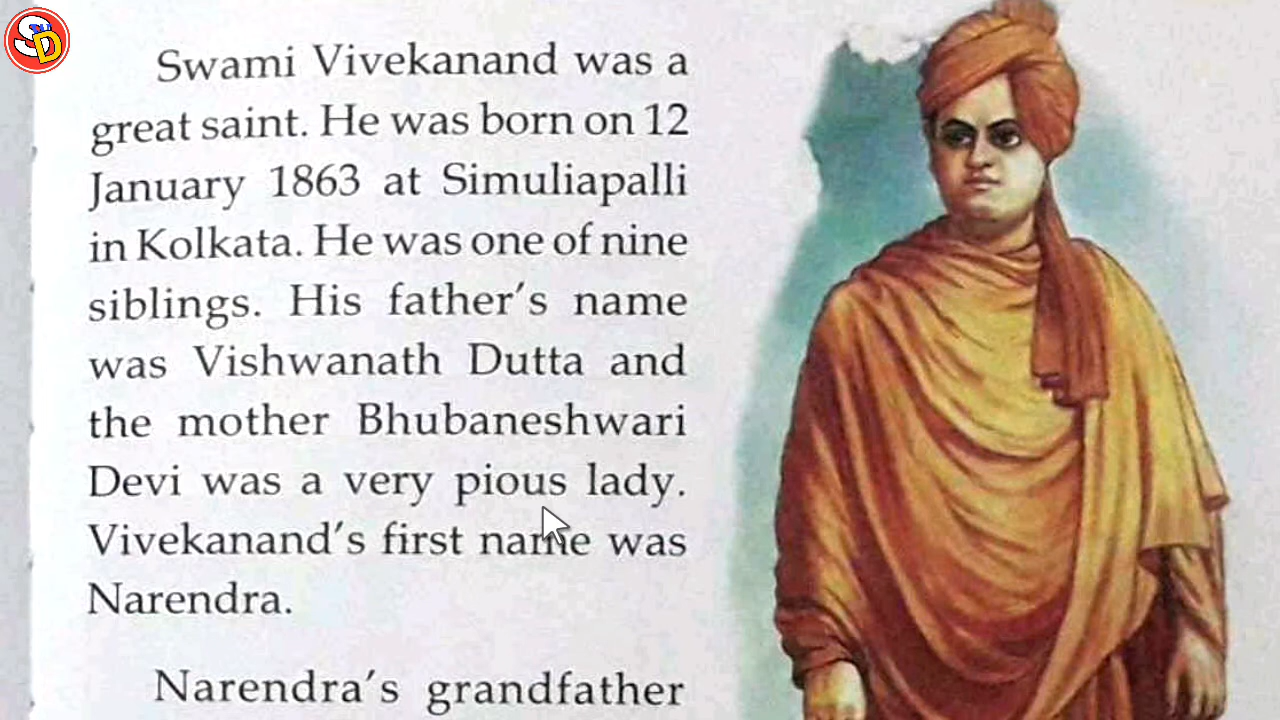 SD
Swami Vivekanand was a
great saint. He was born on 12
January 1863 at Simuliapalli
in Kolkata. He was one of nine
siblings. His father's name
was Vishwanath Dutta and
the mother Bhubaneshwari
Devi was a very pious lady.
Vivekanand's first name was
Narendra.
Narendra's grandfather